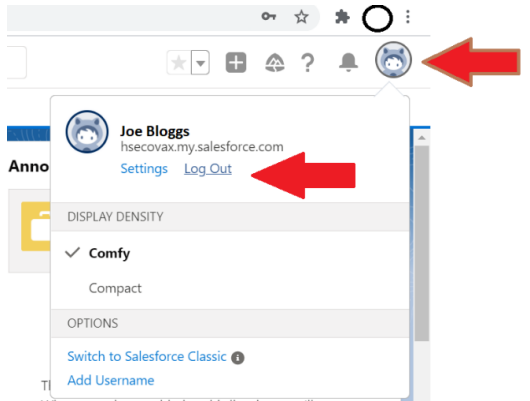 Joe Bloggs
hsecovax.my.salesforce.com
Settings Log Out
Anno
DISPLAY DENSITY
Comfy
Compact
OPTIONS
Switch to Salesforce Classic
Add Username